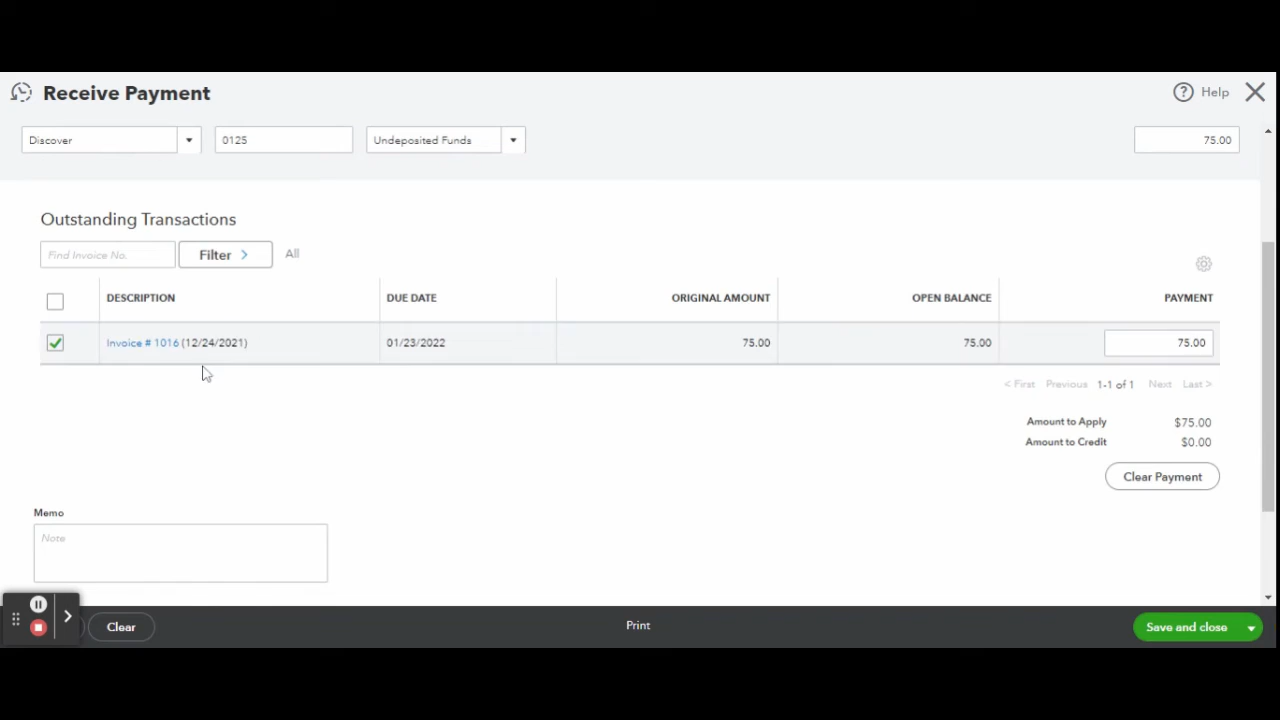 Receive Payment
Help
Discover 0125 Undeposited Funds 75.00
Outstanding Transactions
Find Invoice No. Filter > All
DESCRIPTION DUE DATE ORIGINAL AMOUNT OPEN BALANCE PAYMENT
Invoice # 1016 (12/24/2021) 01/23/2022 75.00 75.00 75.00
< First Previous 1-1 of 1 Next Last >
Amount to Apply $75.00
Amount to Credit $0.00
Clear Payment
Memo
Note
Clear Print Save and close